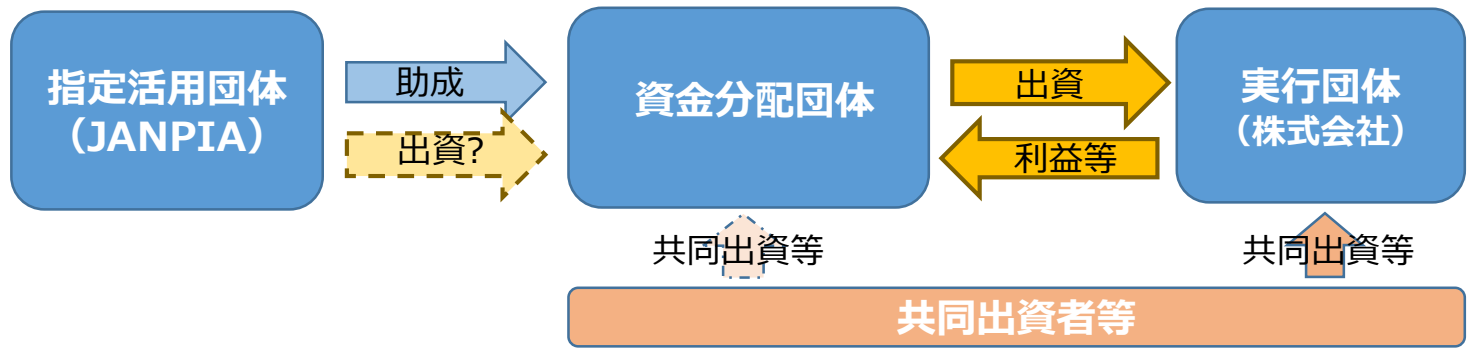 指定活用団体
（JANPIA）
助成
出資?
資金分配団体
出資
利益等
実行団体
（株式会社）
共同出資等
共同出資等
共同出資者等